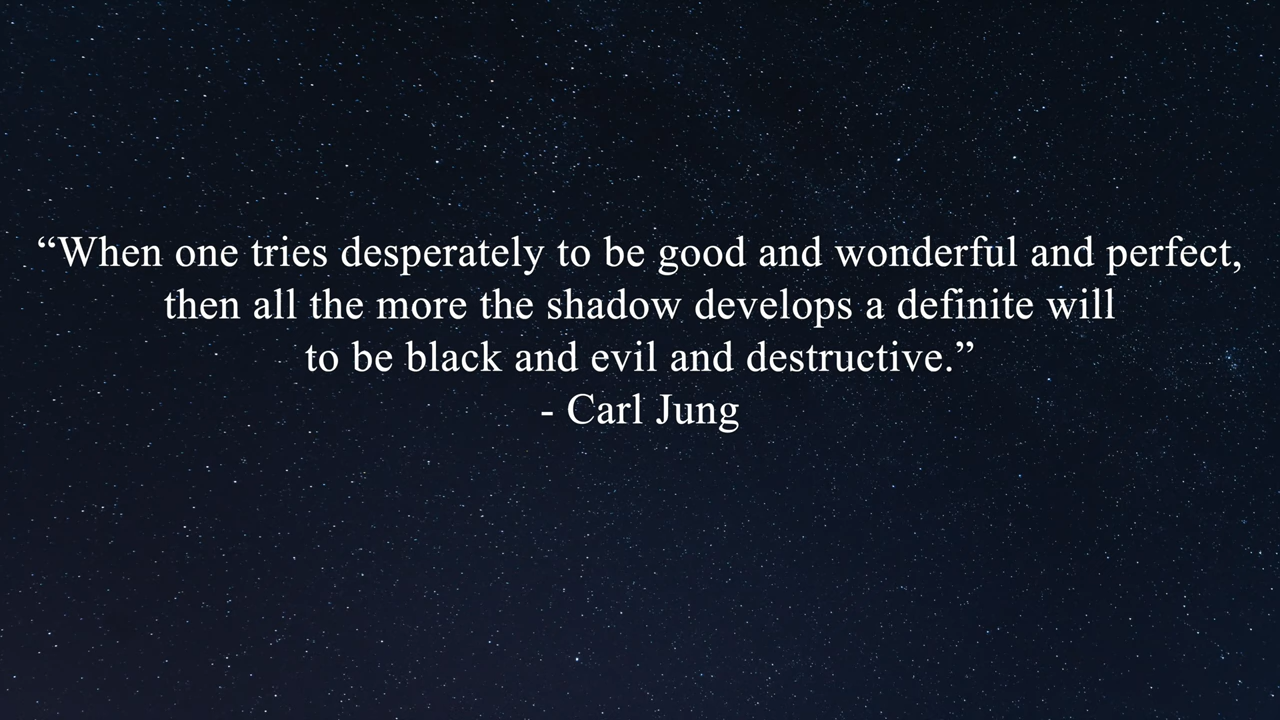 “When one tries desperately to be good and wonderful and perfect,
then all the more the shadow develops a definite will
to be black and evil and destructive.”
- Carl Jung